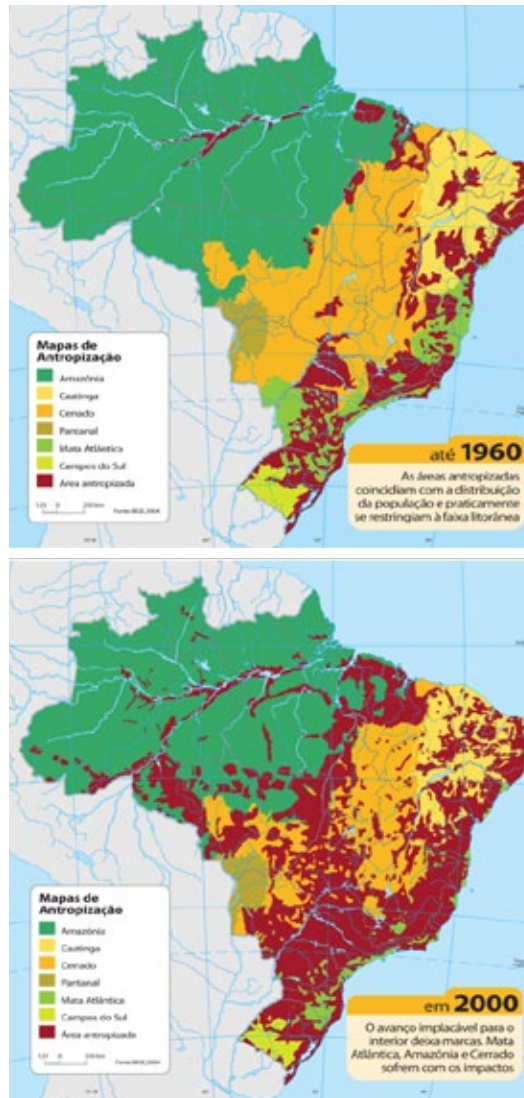 Mapas de
Antropização
Amazônia
Caatinga
Cerrado
Pantanal
Mata Atlântica
Campos do Sul
Área antropizada
até 1960
As áreas antropizadas
coincidiam com a distribuição
da população e praticamente
se restringiam à faixa litorânea
Mapas de
Antropização
Amazônia
Caatinga
Cerrado
Pantanal
Mata Atlântica
Campos do Sul
Área antropizada
em 2000
O avanço implacável para o
interior deixa marcas. Mata
Atlântica, Amazônia e Cerrado
sofrem com os impactos